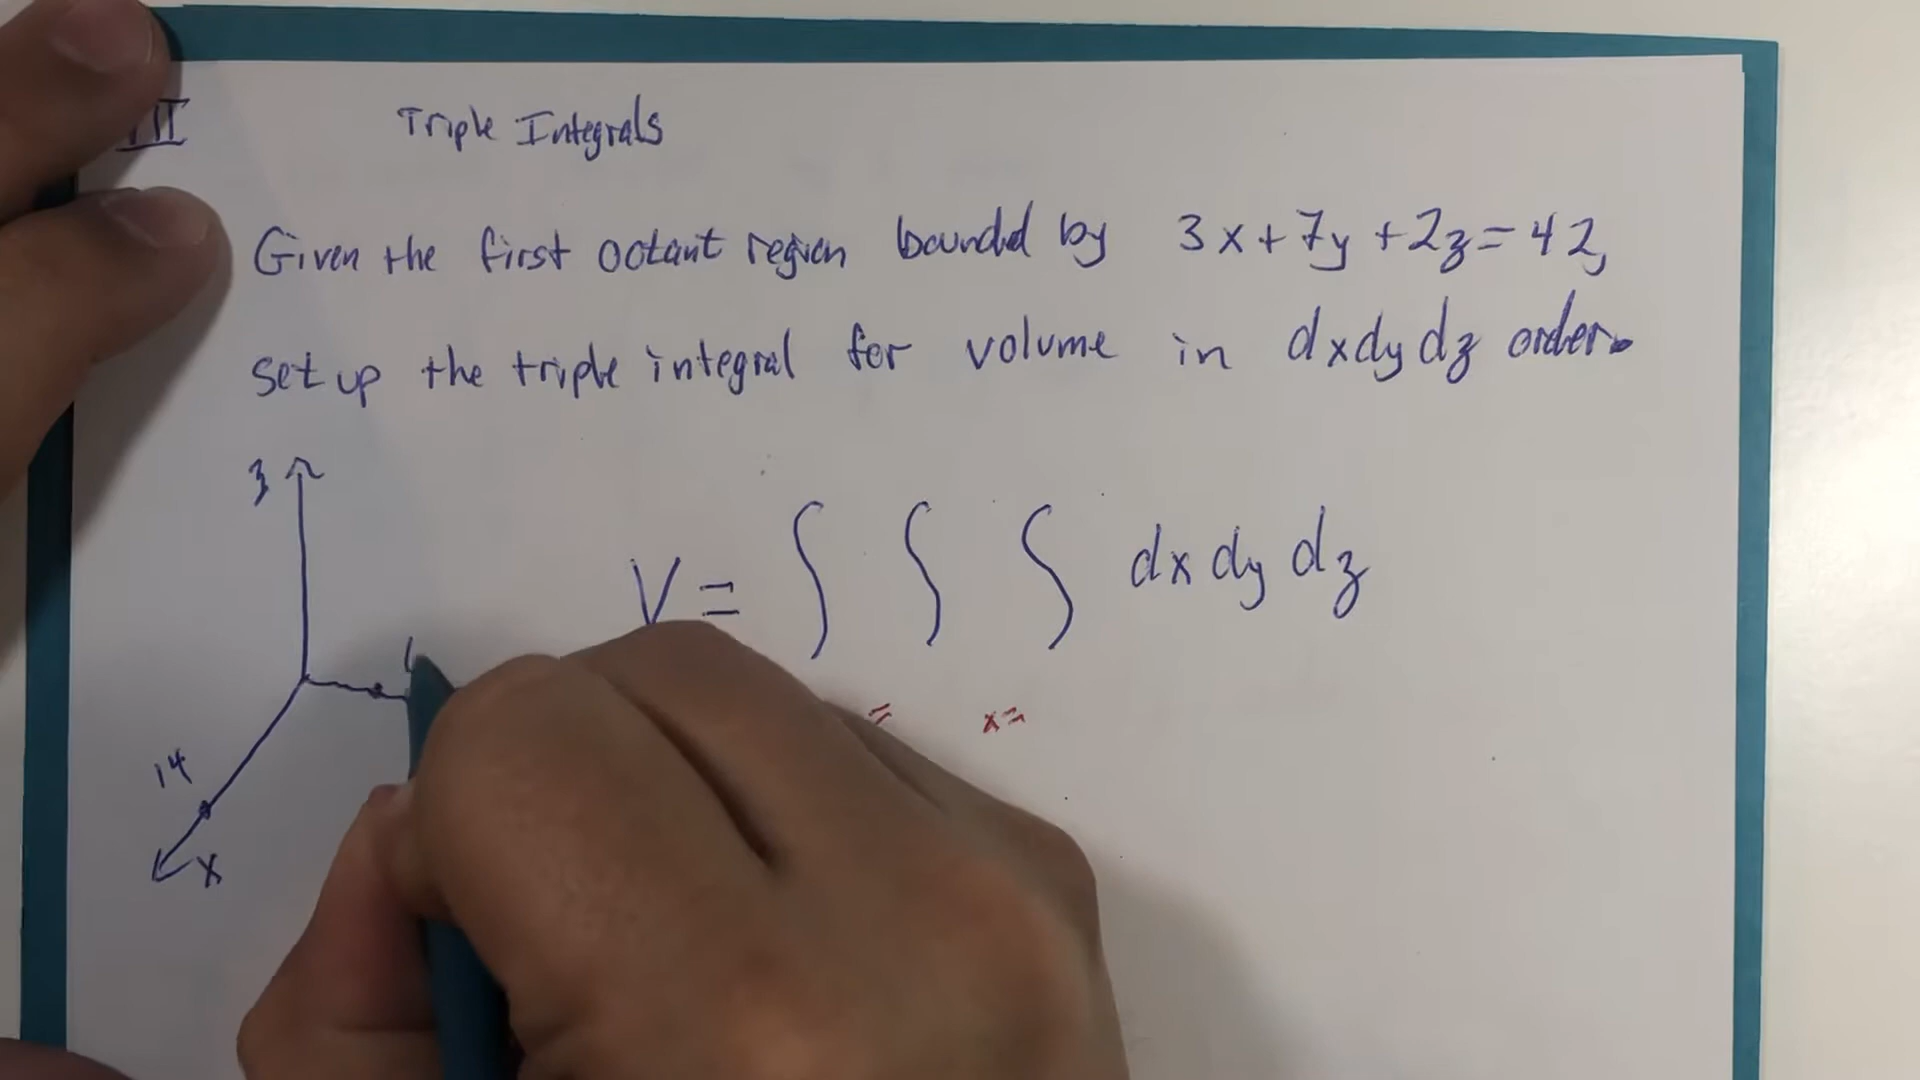 Triple Integrals
Given the first octant region bounded by 3x+7y+2z=42,
set up the triple integral for volume in dxdydz order.
z
V = ∫ ∫ ∫ dx dy dz
= x=
14
x